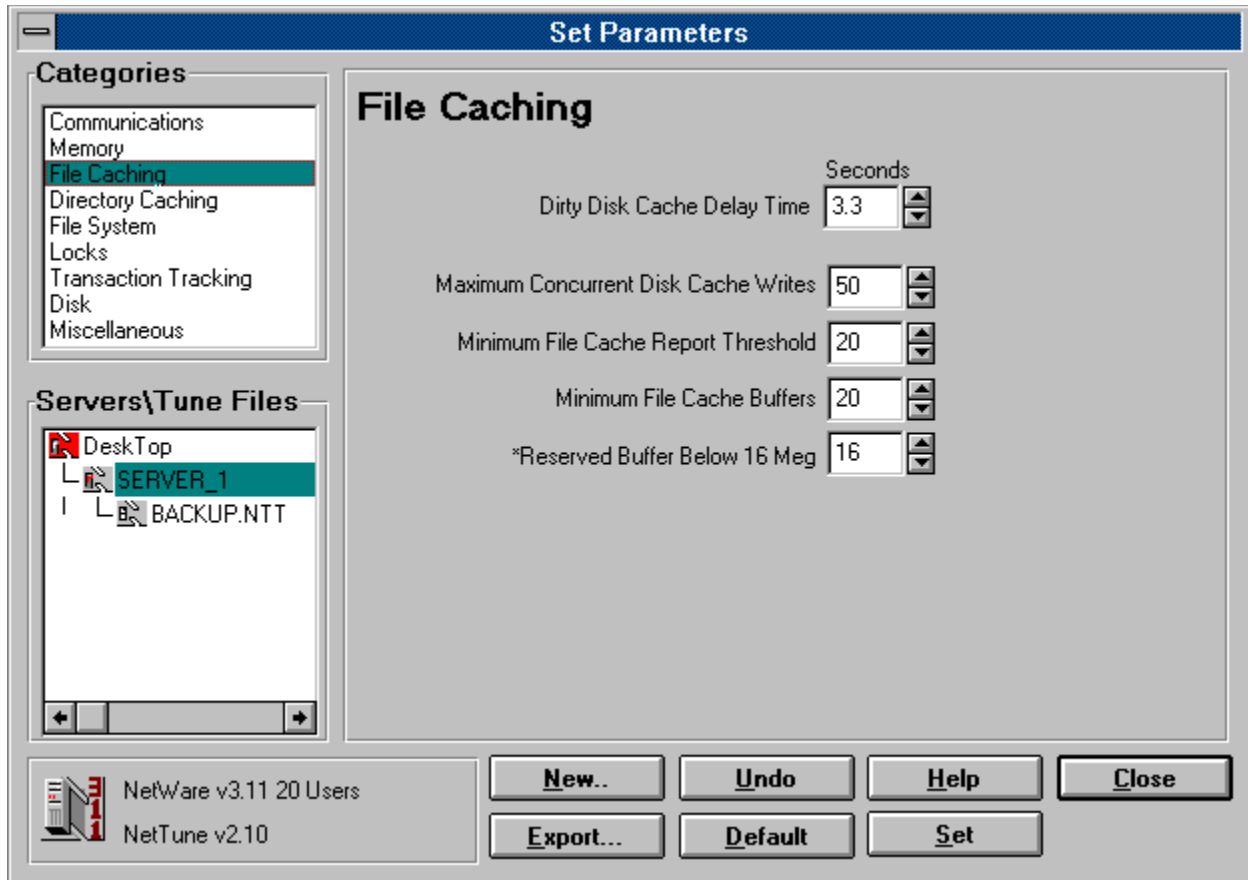 Set Parameters
Categories
Communications
Memory
File Caching
Directory Caching
File System
Locks
Transaction Tracking
Disk
Miscellaneous
Servers\Tune Files
DeskTop
SERVER_1
BACKUP.NTT
File Caching
Seconds
Dirty Disk Cache Delay Time 3.3
Maximum Concurrent Disk Cache Writes 50
Minimum File Cache Report Threshold 20
Minimum File Cache Buffers 20
*Reserved Buffer Below 16 Meg 16
311
NetWare v3.11 20 Users
NetTune v2.10
New.. Undo Help Close
Export... Default Set